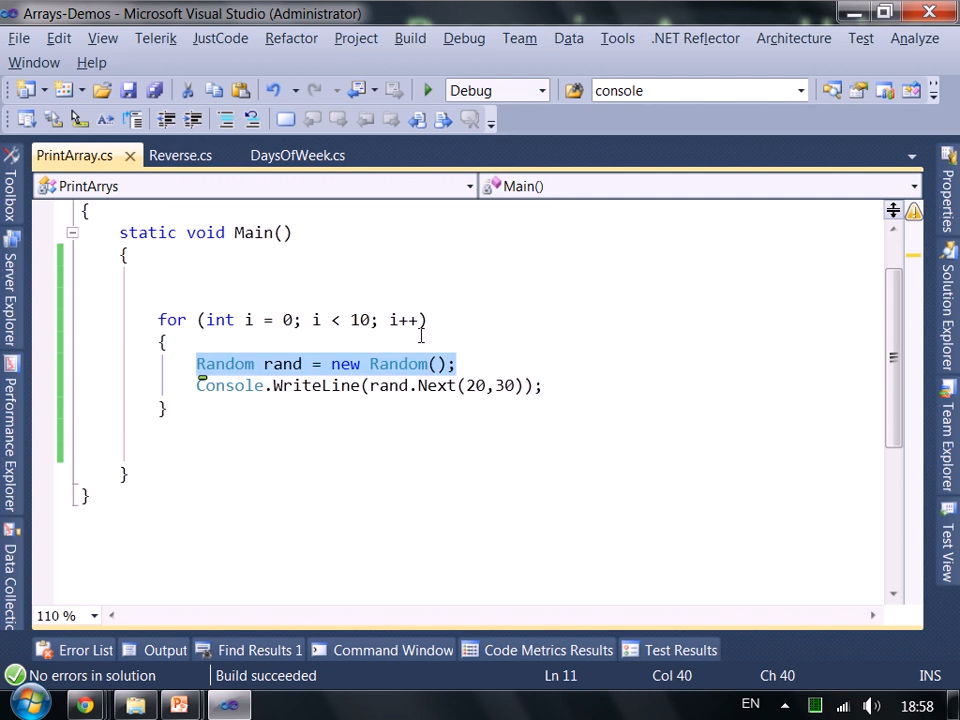 Arrays-Demos - Microsoft Visual Studio (Administrator)
File Edit View Telerik JustCode Refactor Project Build Debug Team Data Tools .NET Reflector Architecture Test Analyze
Window Help
Debug console
PrintArray.cs Reverse.cs DaysOfWeek.cs
PrintArrys Main()
{
static void Main()
{
for (int i = 0; i < 10; i++)
{
Random rand = new Random();
Console.WriteLine(rand.Next(20,30));
}
}
}
Toolbox
Server Explorer
Performance Explorer
Data Collectio
Properties
Solution Explorer
Team Explorer
Test View
110 %
Error List Output Find Results 1 Command Window Code Metrics Results Test Results
No errors in solution Build succeeded Ln 11 Col 40 Ch 40 INS
EN 18:58